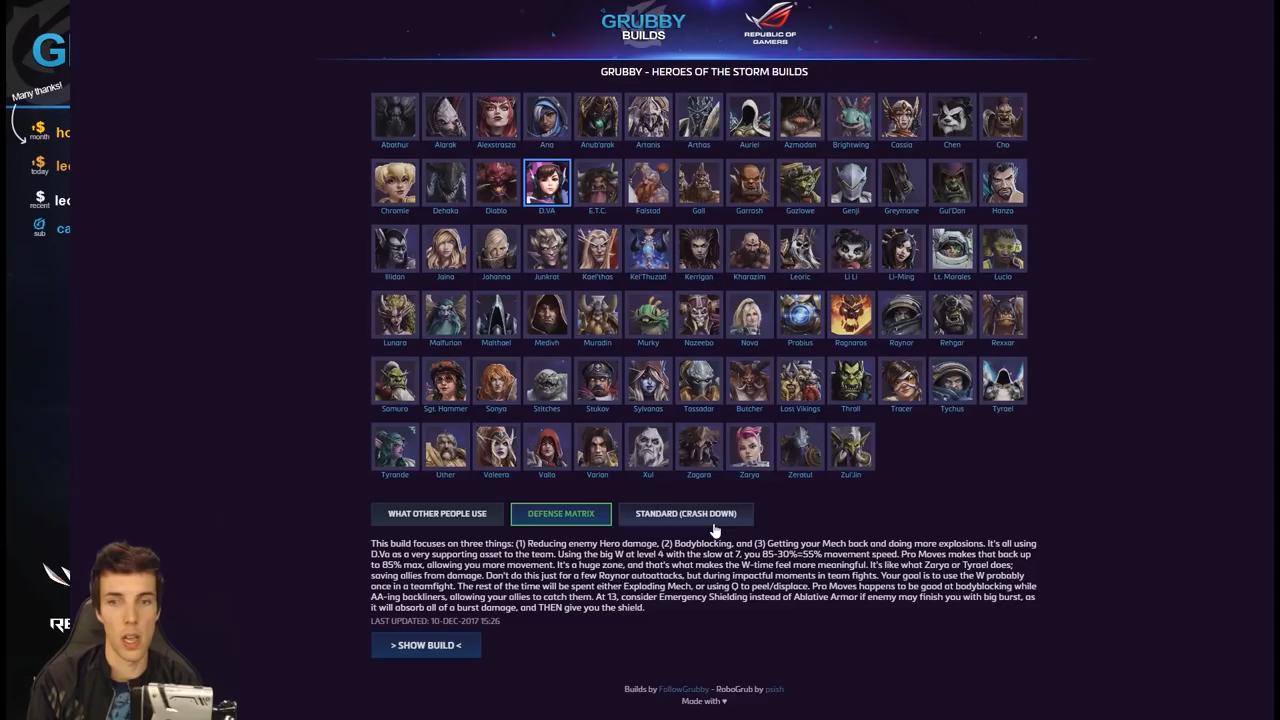 GRUBBY
BUILDS
REPUBLIC OF
GAMERS
GRUBBY - HEROES OF THE STORM BUILDS
Many thanks!
G
$ month ho
$ today lec
$ recent lec
sub ca
Abathur Alarak Alexstrasza Ana Anub'arak Artanis Arthas Auriel Azmodan Brightwing Cassia Chen Cho
Chromie Dehaka Diablo D.VA E.T.C. Falstad Gall Garrosh Gazlowe Genji Greymane Gul'Dan Hanzo
Illidan Jaina Johanna Junkrat Kael'thas Kel'Thuzad Kerrigan Kharazim Leoric Li Li Li-Ming Lt. Morales Lucio
Lunara Malfurion Malthael Medivh Muradin Murky Nazeebo Nova Probius Ragnaros Raynor Rehgar Rexxar
Samuro Sgt. Hammer Sonya Stitches Stukov Sylvanas Tassadar Butcher Lost Vikings Thrall Tracer Tychus Tyrael
Tyrande Uther Valeera Valla Varian Xul Zagara Zarya Zeratul Zul'Jin
WHAT OTHER PEOPLE USE DEFENSE MATRIX STANDARD (CRASH DOWN)
This build focuses on three things: (1) Reducing enemy Hero damage, (2) Bodyblocking, and (3) Getting your Mech back and doing more explosions. It's all using
D.Va as a very supporting asset to the team. Using the big W at level 4 with the slow at 7, you 85-30%=55% movement speed. Pro Moves makes that back
up to 85% max, allowing you more movement. It's a huge zone, and that's what makes the W-time feel more meaningful. It's like what Zarya or Tyrael does;
saving allies from damage. Don't do this just for a few Raynor autoattacks, but during impactful moments in team fights. Your goal is to use the W probably
once in a teamfight. The rest of the time will be spent either Exploding Mech, or using Q to peel/displace. Pro Moves happens to be good at bodyblocking while
AA-ing backliners, allowing your allies to catch them. At 13, consider Emergency Shielding instead of Ablative Armor if enemy may finish you with big burst, as
it will absorb all of a burst damage, and THEN give you the shield.
LAST UPDATED: 10-DEC-2017 15:26
> SHOW BUILD <
RE
Builds by FollowGrubby - RoboGrub by psish
Made with ♥